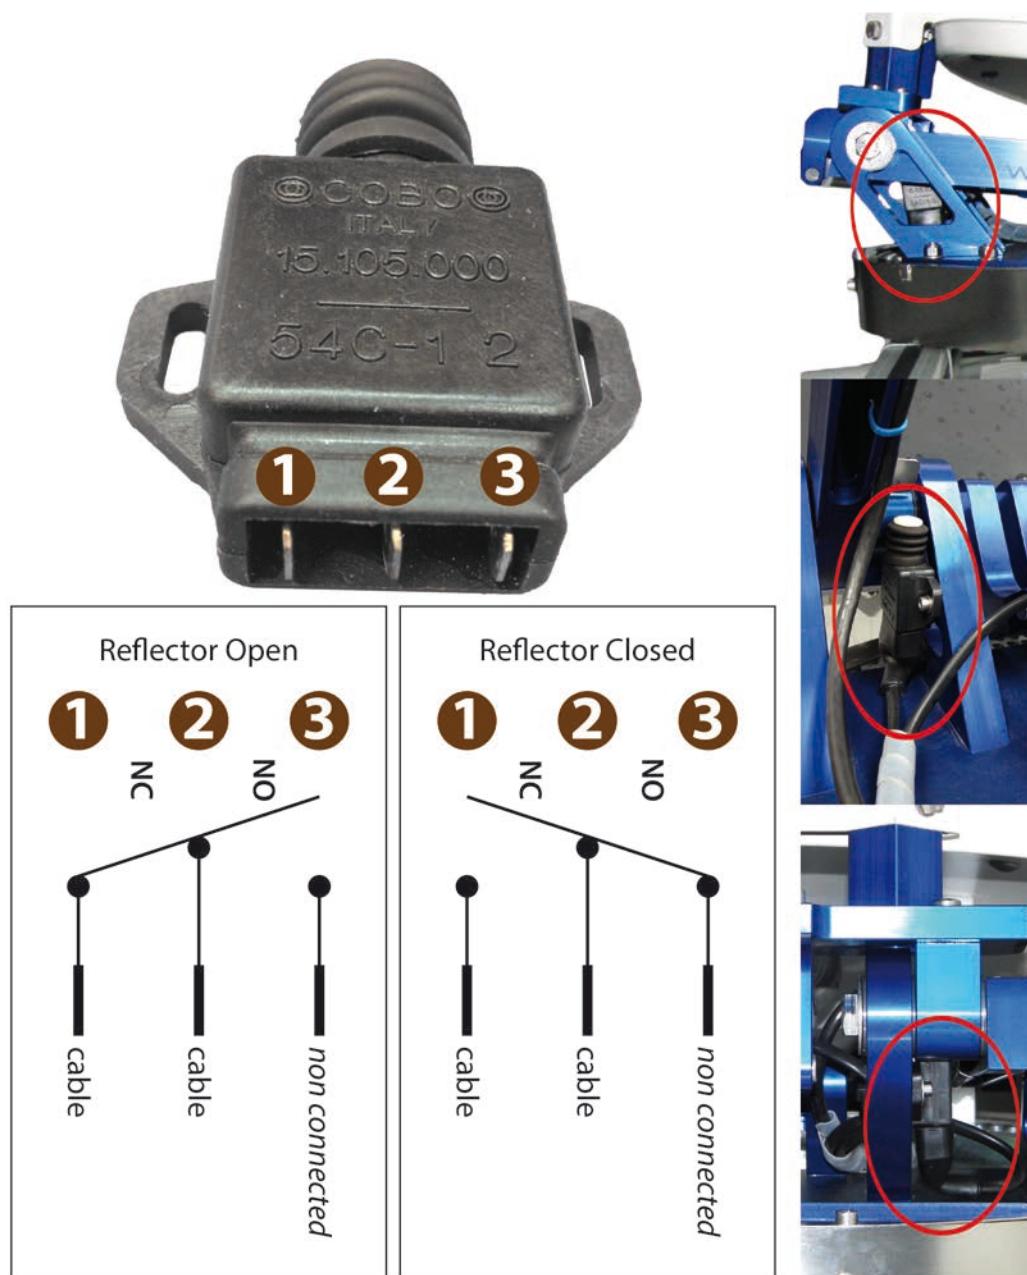 COBO
ITALY
15.105.000
54C-1 2
1 2 3
Reflector Open
1 2 3
NC NO
cable cable non connected
Reflector Closed
1 2 3
NC NO
cable cable non connected